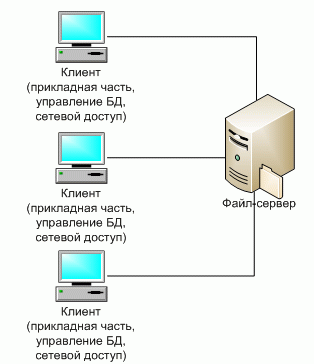 Клиент
(прикладная часть,
управление БД,
сетевой доступ)
Файл-сервер
Клиент
(прикладная часть,
управление БД,
сетевой доступ)
Клиент
(прикладная часть,
управление БД,
сетевой доступ)